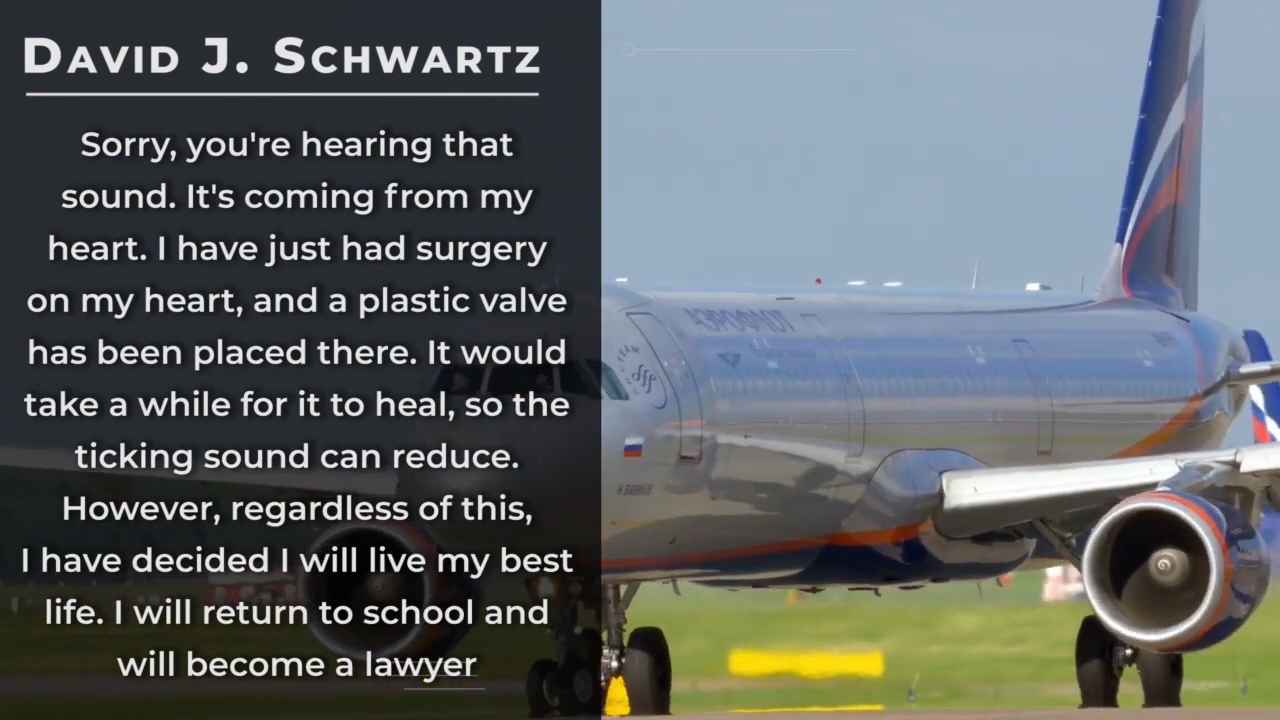 DAVID J. SCHWARTZ
Sorry, you're hearing that
sound. It's coming from my
heart. I have just had surgery
on my heart, and a plastic valve
has been placed there. It would
take a while for it to heal, so the
ticking sound can reduce.
However, regardless of this,
I have decided I will live my best
life. I will return to school and
will become a lawyer
АЭРОФЛОТ
Н. ВАВИЛОВ